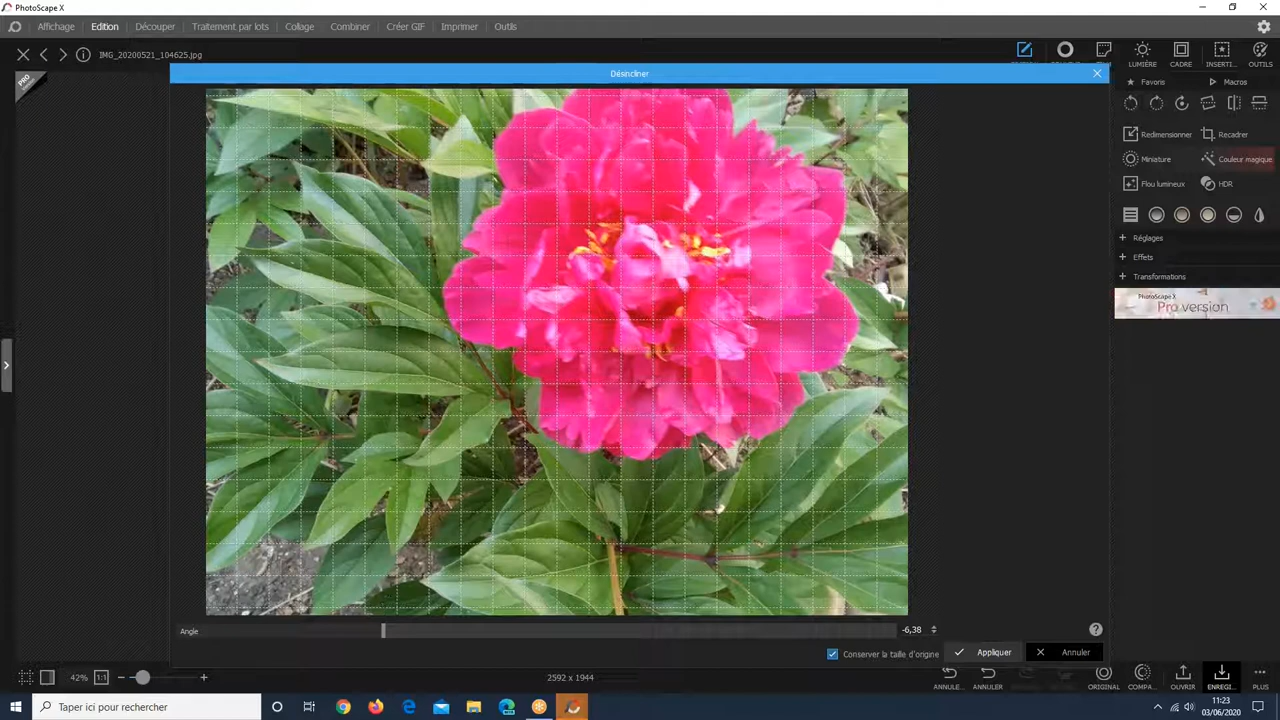 PhotoScape X
Affichage Edition Découper Traitement par lots Collage Combiner Créer GIF Imprimer Outils
IMG_20200521_104625.jpg
LUMIÈRE CADRE INSERTI... OUTILS
PRO
Désincliner
Favoris Macros
Redimensionner Recadrer
Miniature Couleur magique
Flou lumineux HDR
Réglages
Effets
Transformations
PhotoScape X
Pro version
Angle -6,38
Conserver la taille d'origine Appliquer Annuler
42% 1:1 2592 x 1944
ANNULE... ANNULER ORIGINAL COMPA... OUVRIR ENREGI... PLUS
Taper ici pour rechercher
11:23
03/06/2020